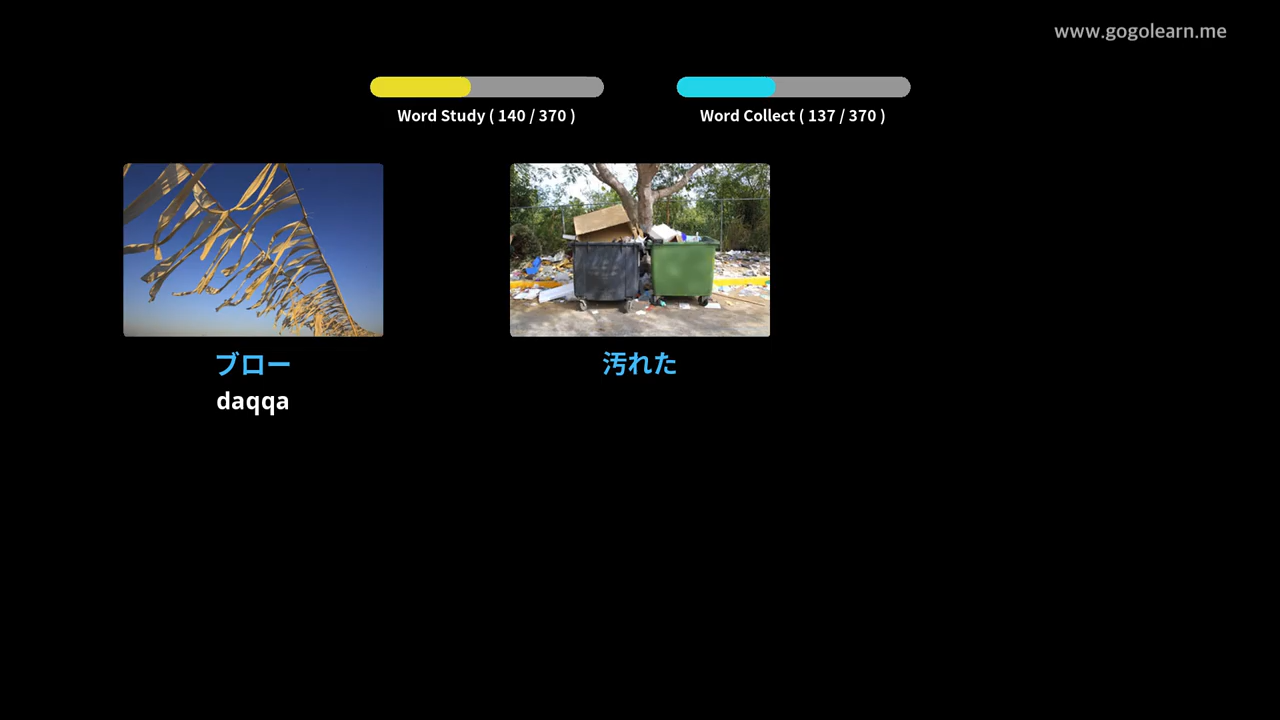 www.gogolearn.me
Word Study ( 140 / 370 )
Word Collect ( 137 / 370 )
ブロー
daqqa
汚れた